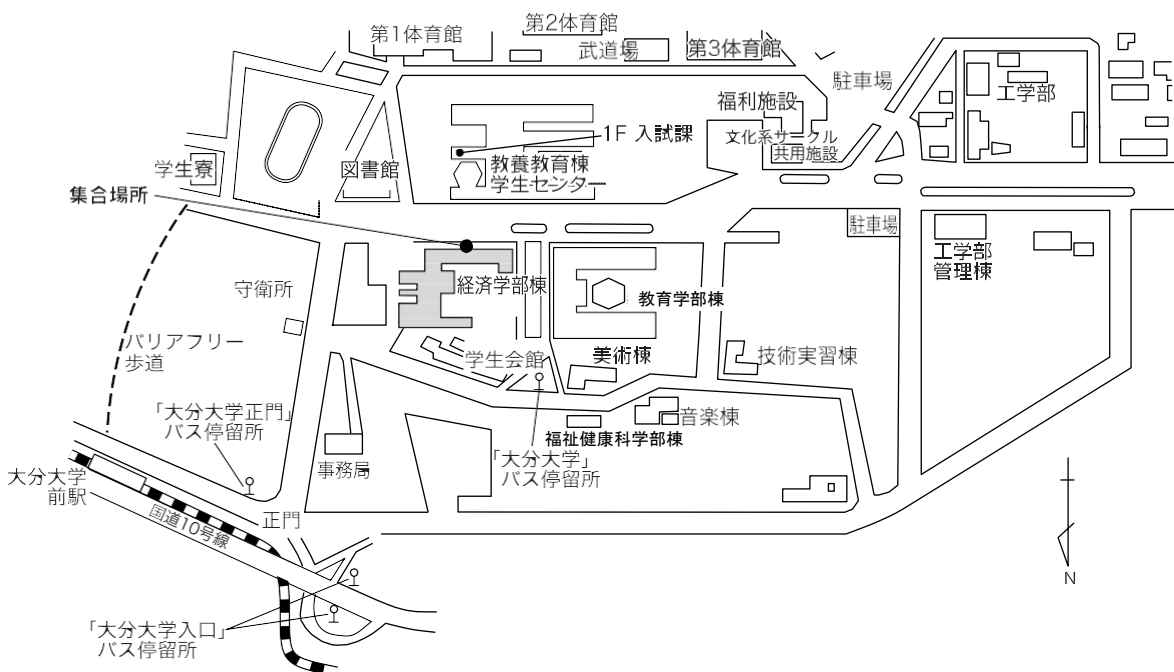 第1体育館
第2体育館
武道場
第3体育館
駐車場
工学部
福利施設
1F 入試課
文化系サークル
共用施設
学生寮
図書館
教養教育棟
学生センター
集合場所
駐車場
工学部
管理棟
守衛所
経済学部棟
教育学部棟
バリアフリー
歩道
学生会館
美術棟
技術実習棟
「大分大学正門」
バス停留所
音楽棟
福祉健康科学部棟
事務局
「大分大学」
バス停留所
大分大学
前駅
国道10号線
正門
N
「大分大学入口」
バス停留所